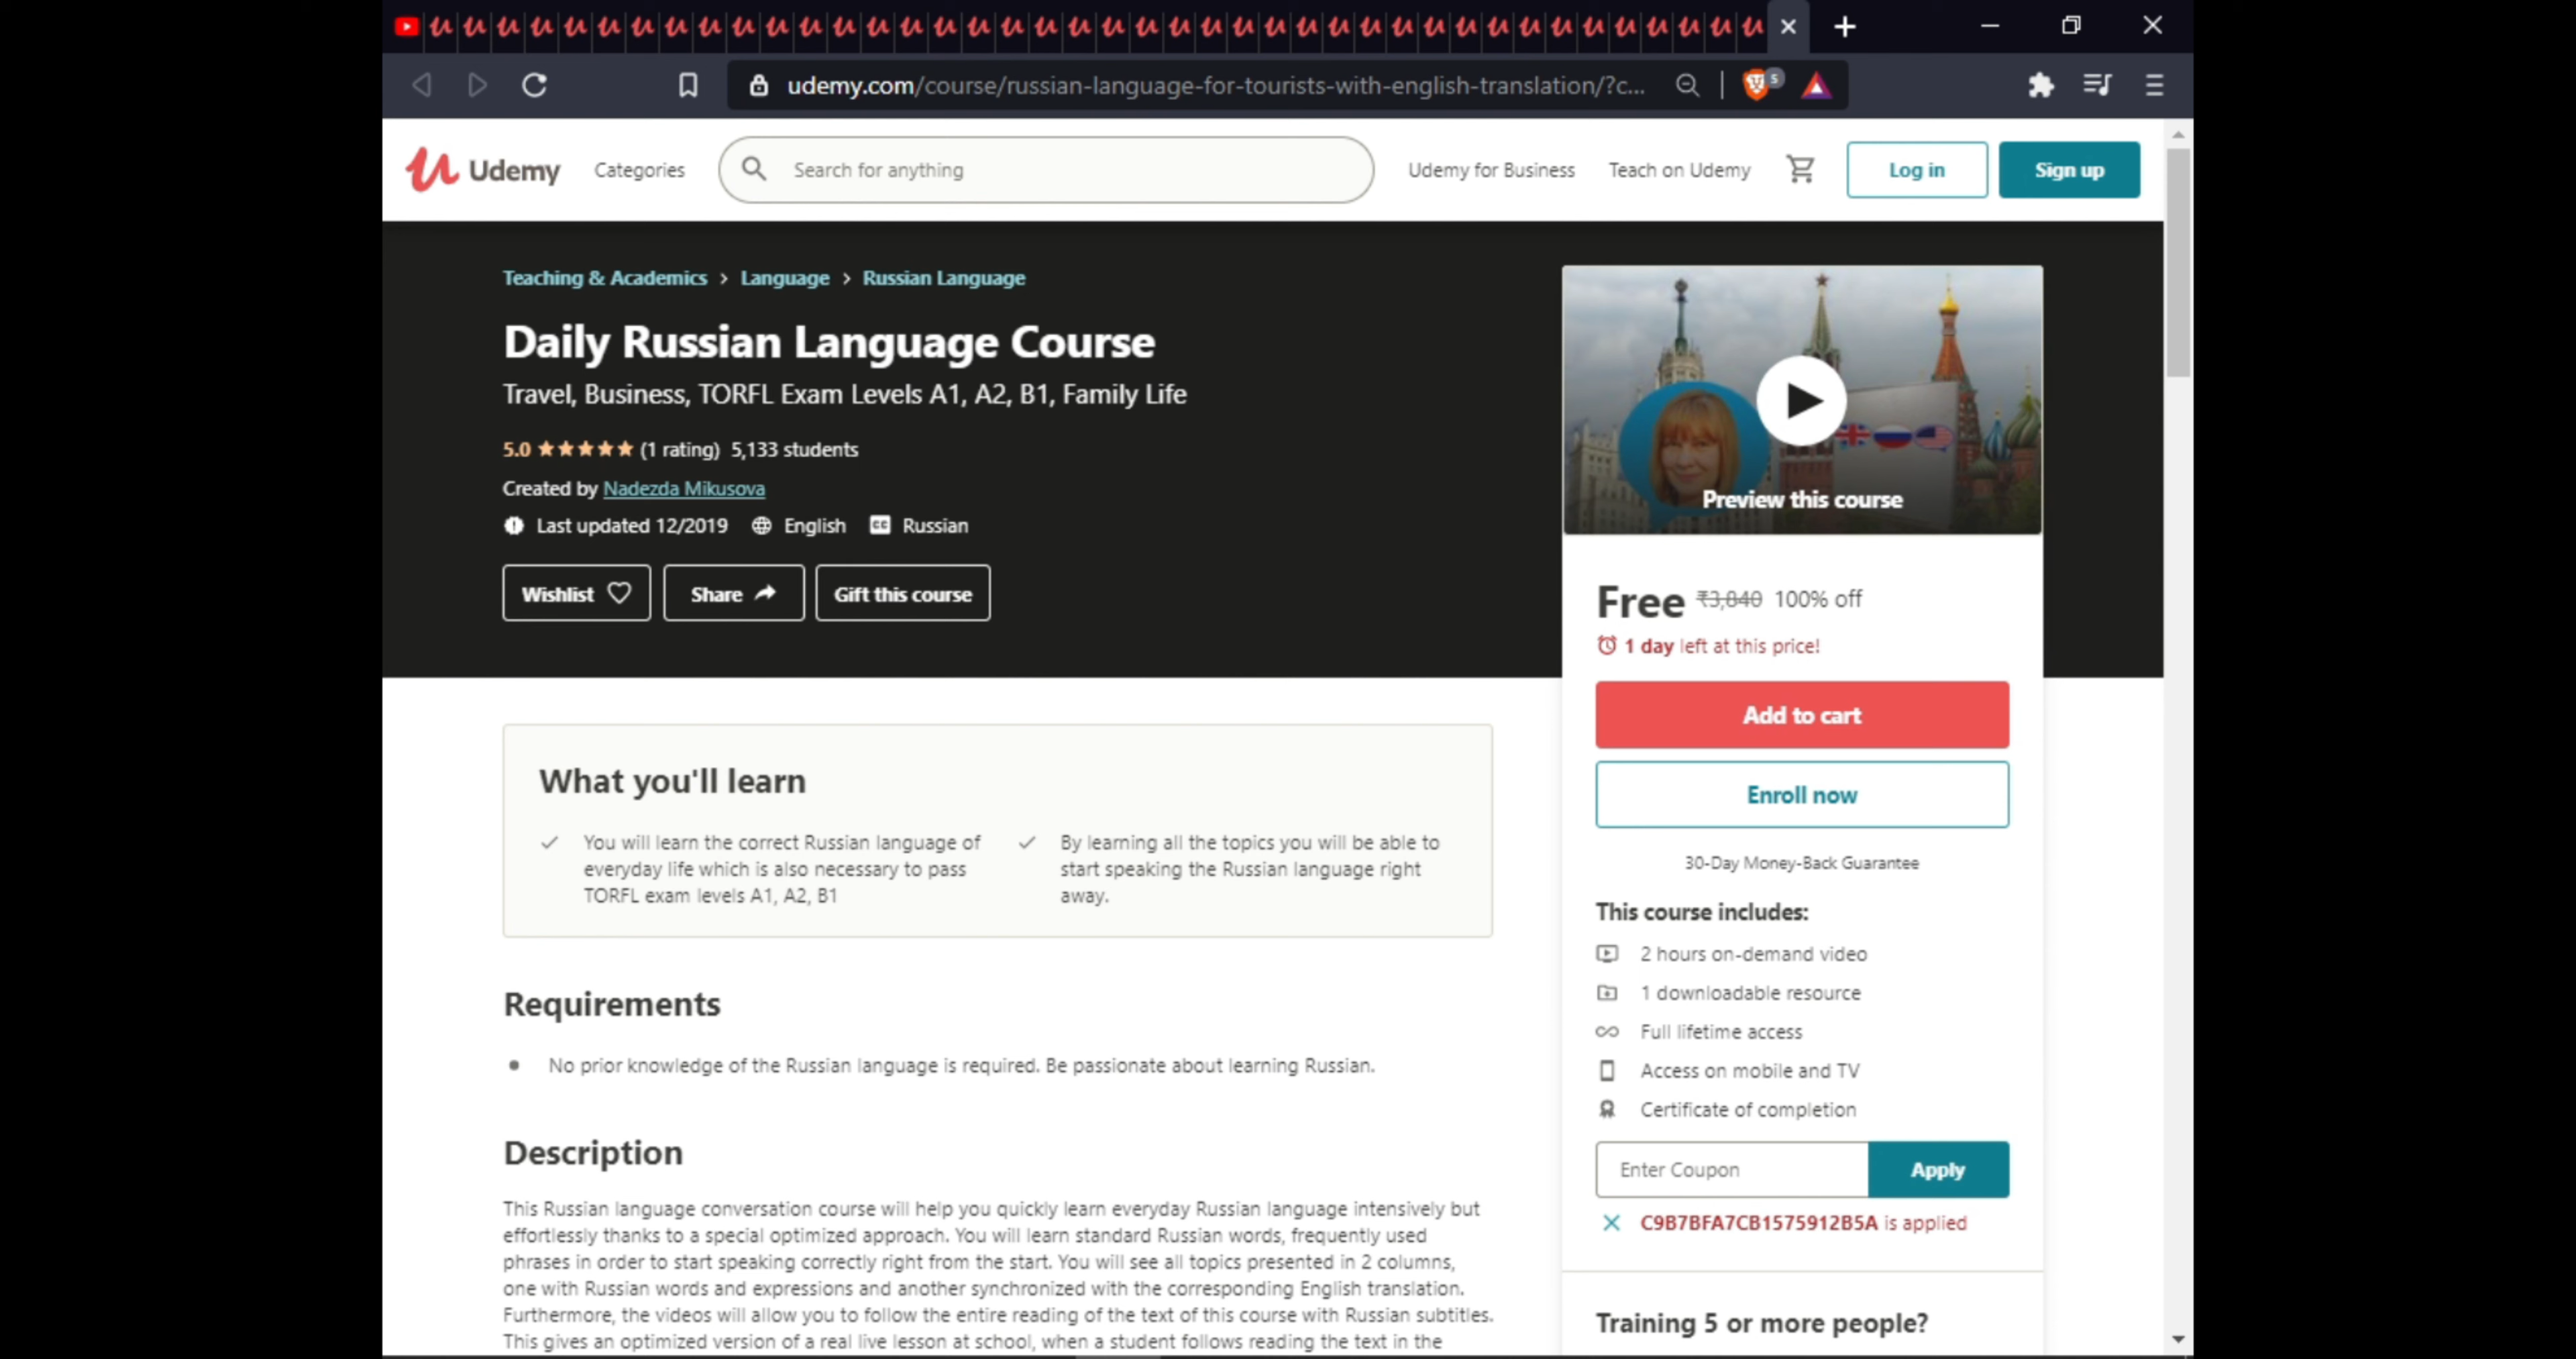 udemy.com/course/russian-language-for-tourists-with-english-translation/?c...
5
Udemy
Categories
Search for anything
Udemy for Business
Teach on Udemy
Log in
Sign up
Teaching & Academics > Language > Russian Language
Daily Russian Language Course
Travel, Business, TORFL Exam Levels A1, A2, B1, Family Life
5.0 ★★★★★ (1 rating) 5,133 students
Created by Nadezda Mikusova
Last updated 12/2019 English CC Russian
Wishlist
Share
Gift this course
Preview this course
Free ₹3,840 100% off
1 day left at this price!
Add to cart
Enroll now
30-Day Money-Back Guarantee
This course includes:
2 hours on-demand video
1 downloadable resource
Full lifetime access
Access on mobile and TV
Certificate of completion
Enter Coupon
Apply
C9B7BFA7CB1575912B5A is applied
Training 5 or more people?
What you'll learn
You will learn the correct Russian language of
everyday life which is also necessary to pass
TORFL exam levels A1, A2, B1
By learning all the topics you will be able to
start speaking the Russian language right
away.
Requirements
No prior knowledge of the Russian language is required. Be passionate about learning Russian.
Description
This Russian language conversation course will help you quickly learn everyday Russian language intensively but
effortlessly thanks to a special optimized approach. You will learn standard Russian words, frequently used
phrases in order to start speaking correctly right from the start. You will see all topics presented in 2 columns,
one with Russian words and expressions and another synchronized with the corresponding English translation.
Furthermore, the videos will allow you to follow the entire reading of the text of this course with Russian subtitles.
This gives an optimized version of a real live lesson at school, when a student follows reading the text in the